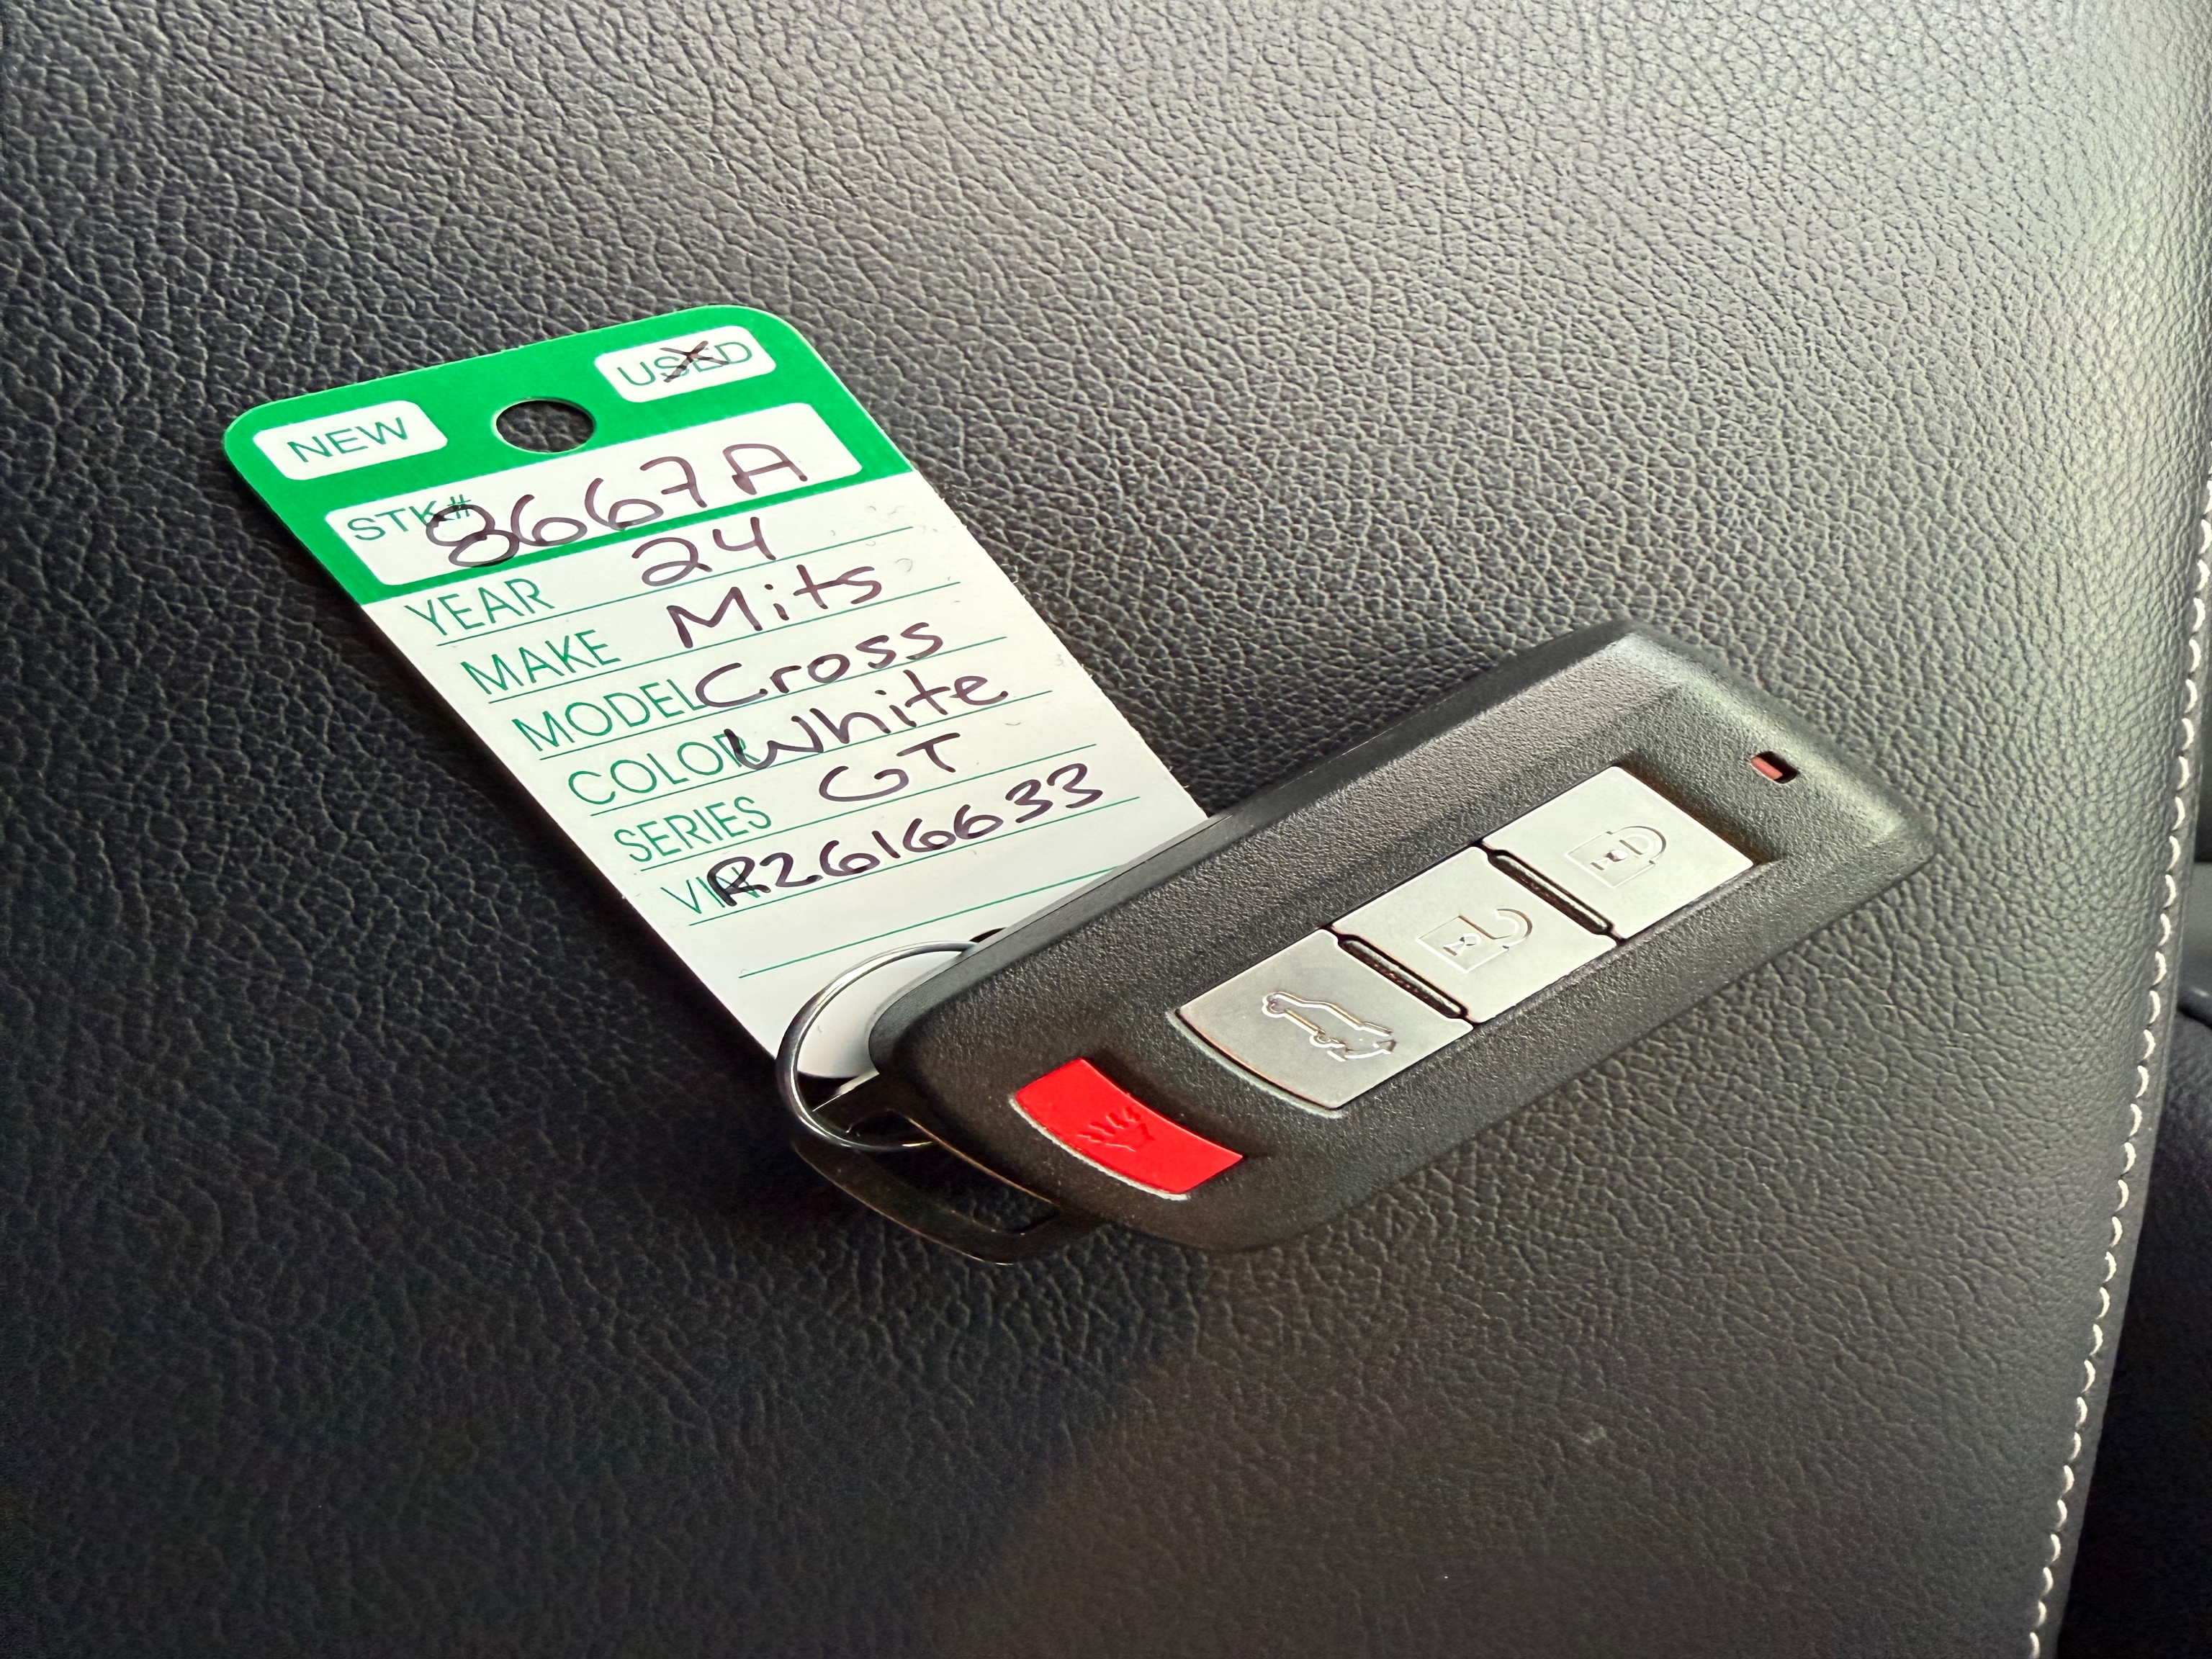 NEW USED
STK# 8667A
YEAR 24
MAKE Mits
MODEL Cross
COLOR White
SERIES GT
VIN R2616633